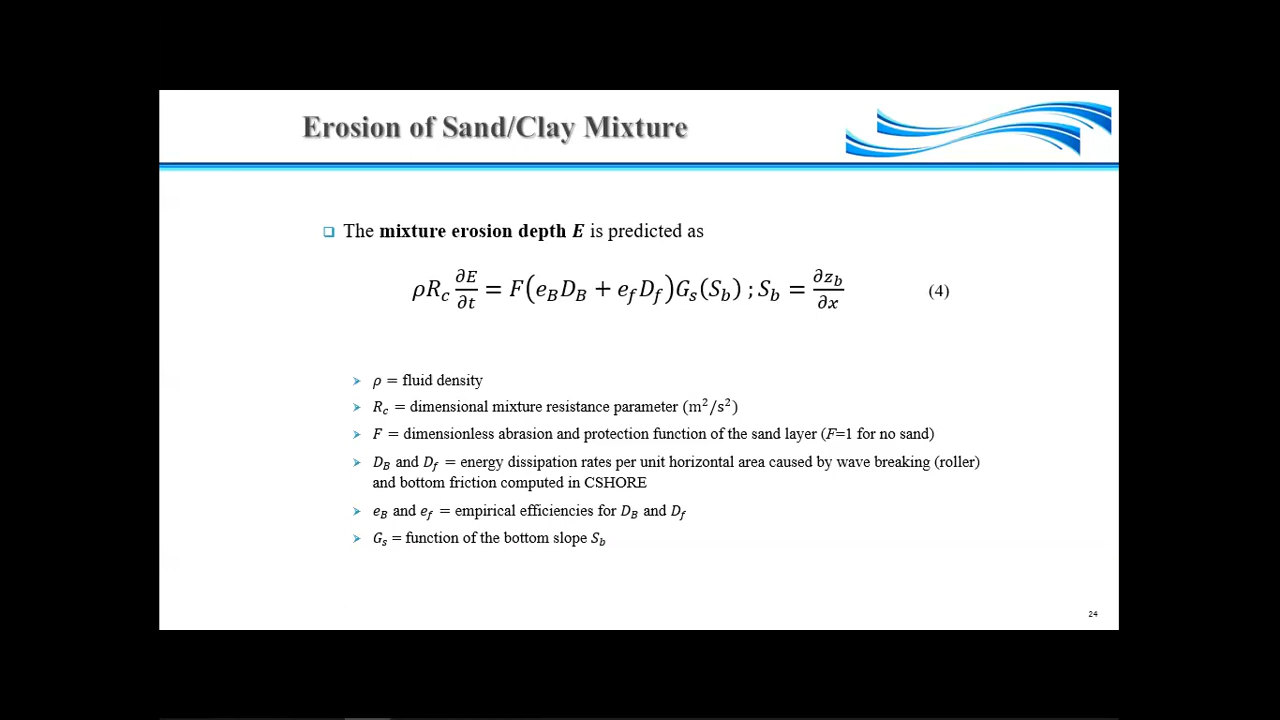 Erosion of Sand/Clay Mixture
❑ The mixture erosion depth E is predicted as
ρR_c ∂E/∂t = F(e_B D_B + e_f D_f)G_s(S_b) ; S_b = ∂z_b/∂x (4)
➢ ρ = fluid density
➢ R_c = dimensional mixture resistance parameter (m²/s²)
➢ F = dimensionless abrasion and protection function of the sand layer (F=1 for no sand)
➢ D_B and D_f = energy dissipation rates per unit horizontal area caused by wave breaking (roller)
and bottom friction computed in CSHORE
➢ e_B and e_f = empirical efficiencies for D_B and D_f
➢ G_s = function of the bottom slope S_b
24